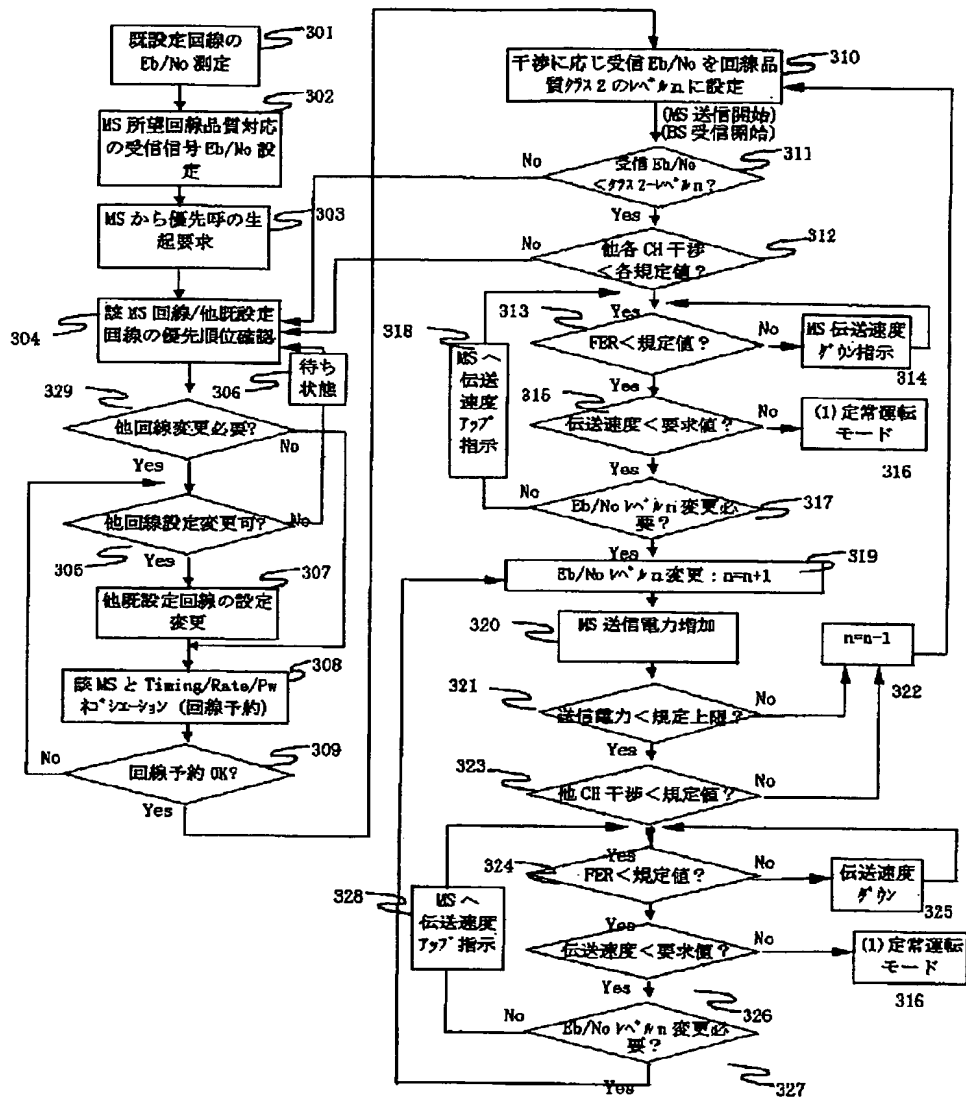 既設定回線の
Eb/No 測定
301
MS 所望回線品質対応
の受信信号 Eb/No 設
定
302
MS から優先呼の生
起要求
303
該MS 回線/他既設定
回線の優先順位確認
304
待ち
状態
306
329
他回線変更必要?
No
Yes
他回線設定変更可?
No
305
Yes
307
他既設定回線の設定
変更
308
該 MS と Timing/Rate/Pw
ネゴシエーション (回線予約)
309
No
回線予約 OK?
Yes
干渉に応じ受信 Eb/No を回線品
質クラス 2 のレベル n に設定
310
(MS 送信開始)
(BS 受信開始)
311
No
受信 Eb/No
<クラス 2-レベル n?
Yes
312
No
他各 CH 干渉
<各規定値?
Yes
313
318
FER<規定値?
No
MS 伝送速度
ダウン指示
314
MS へ
伝送
速度
アップ
指示
Yes
315
伝送速度<要求値?
No
(1) 定常運転
モード
316
Yes
No
Eb/No レベル n 変更必
要?
317
Yes
319
Eb/No レベル n 変更 : n=n+1
320
MS 送信電力増加
n=n-1
322
321
送信電力<規定上限?
No
Yes
323
他 CH 干渉<規定値?
No
Yes
324
FER<規定値?
No
伝送速度
ダウン
325
328
MS へ
伝送速度
アップ指示
Yes
伝送速度<要求値?
No
(1) 定常運転
モード
316
Yes
326
No
Eb/No レベル n 変更必
要?
327
Yes